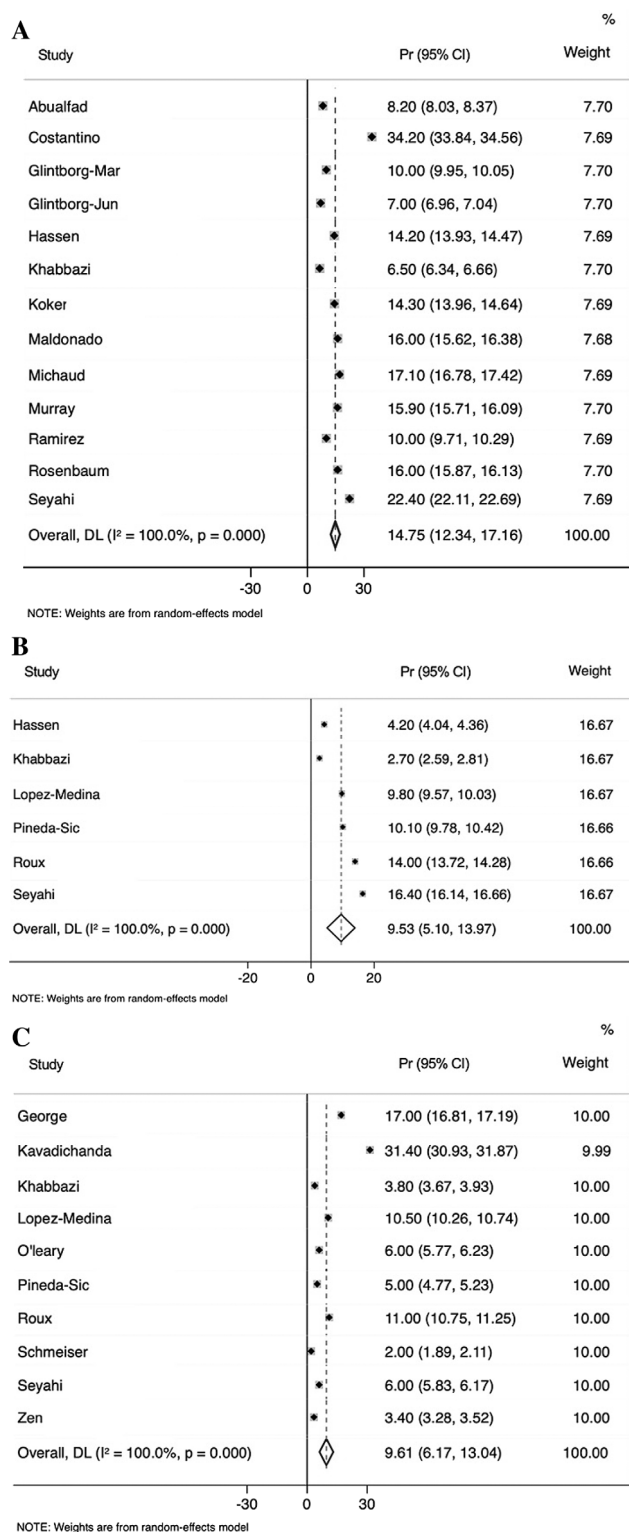 A
%
Study Pr (95% CI) Weight
Abualfad 8.20 (8.03, 8.37) 7.70
Costantino 34.20 (33.84, 34.56) 7.69
Glintborg-Mar 10.00 (9.95, 10.05) 7.70
Glintborg-Jun 7.00 (6.96, 7.04) 7.70
Hassen 14.20 (13.93, 14.47) 7.69
Khabbazi 6.50 (6.34, 6.66) 7.70
Koker 14.30 (13.96, 14.64) 7.69
Maldonado 16.00 (15.62, 16.38) 7.68
Michaud 17.10 (16.78, 17.42) 7.69
Murray 15.90 (15.71, 16.09) 7.70
Ramirez 10.00 (9.71, 10.29) 7.69
Rosenbaum 16.00 (15.87, 16.13) 7.70
Seyahi 22.40 (22.11, 22.69) 7.69
Overall, DL (I² = 100.0%, p = 0.000) 14.75 (12.34, 17.16) 100.00
-30 0 30
NOTE: Weights are from random-effects model
B
Study Pr (95% CI) Weight
Hassen 4.20 (4.04, 4.36) 16.67
Khabbazi 2.70 (2.59, 2.81) 16.67
Lopez-Medina 9.80 (9.57, 10.03) 16.67
Pineda-Sic 10.10 (9.78, 10.42) 16.66
Roux 14.00 (13.72, 14.28) 16.66
Seyahi 16.40 (16.14, 16.66) 16.67
Overall, DL (I² = 100.0%, p = 0.000) 9.53 (5.10, 13.97) 100.00
-20 0 20
NOTE: Weights are from random-effects model
C
%
Study Pr (95% CI) Weight
George 17.00 (16.81, 17.19) 10.00
Kavadichanda 31.40 (30.93, 31.87) 9.99
Khabbazi 3.80 (3.67, 3.93) 10.00
Lopez-Medina 10.50 (10.26, 10.74) 10.00
O'leary 6.00 (5.77, 6.23) 10.00
Pineda-Sic 5.00 (4.77, 5.23) 10.00
Roux 11.00 (10.75, 11.25) 10.00
Schmeiser 2.00 (1.89, 2.11) 10.00
Seyahi 6.00 (5.83, 6.17) 10.00
Zen 3.40 (3.28, 3.52) 10.00
Overall, DL (I² = 100.0%, p = 0.000) 9.61 (6.17, 13.04) 100.00
-30 0 30
NOTE: Weights are from random-effects model